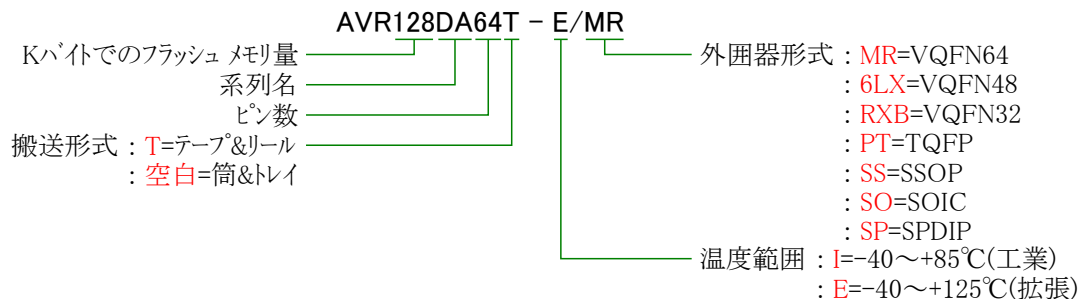 AVR128DA64T - E/MR
Kバイトでのフラッシュ メモリ量
系列名
ピン数
搬送形式 : T=テープ&リール
: 空白=筒&トレイ
外囲器形式 : MR=VQFN64
: 6LX=VQFN48
: RXB=VQFN32
: PT=TQFP
: SS=SSOP
: SO=SOIC
: SP=SPDIP
温度範囲 : I=-40～+85℃(工業)
: E=-40～+125℃(拡張)